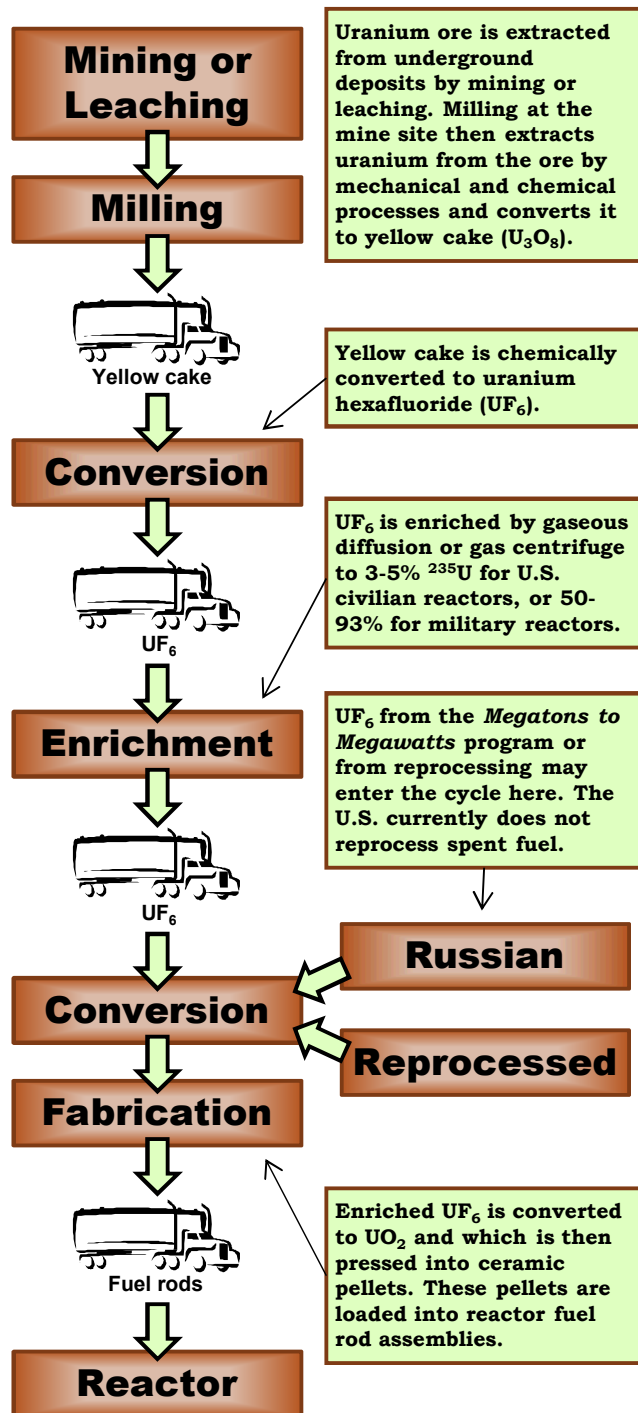 Mining or
Leaching
Uranium ore is extracted
from underground
deposits by mining or
leaching. Milling at the
mine site then extracts
uranium from the ore by
mechanical and chemical
processes and converts it
to yellow cake (U₃O₈).
Milling
Yellow cake
Yellow cake is chemically
converted to uranium
hexafluoride (UF₆).
Conversion
UF₆ is enriched by gaseous
diffusion or gas centrifuge
to 3-5% ²³⁵U for U.S.
civilian reactors, or 50-
93% for military reactors.
UF₆
Enrichment
UF₆ from the Megatons to
Megawatts program or
from reprocessing may
enter the cycle here. The
U.S. currently does not
reprocess spent fuel.
UF₆
Russian
Conversion
Reprocessed
Fabrication
Enriched UF₆ is converted
to UO₂ and which is then
pressed into ceramic
pellets. These pellets are
loaded into reactor fuel
rod assemblies.
Fuel rods
Reactor